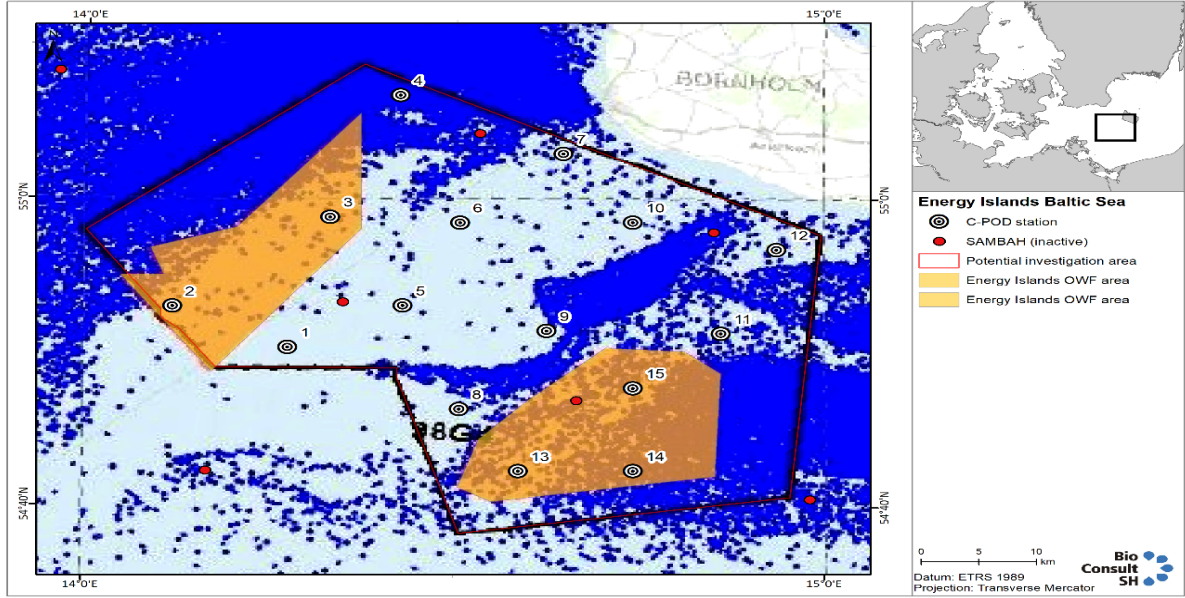 14°0'E
15°0'E
BORNHOLM
4
7
55°0'N
55°0'N
3
6
10
12
2
5
9
11
1
15
8
13
14
54°40'N
54°40'N
14°0'E
15°0'E
Energy Islands Baltic Sea
C-POD station
SAMBAH (inactive)
Potential investigation area
Energy Islands OWF area
Energy Islands OWF area
0 5 10
km
Datum: ETRS 1989
Projection: Transverse Mercator
Bio
Consult
SH